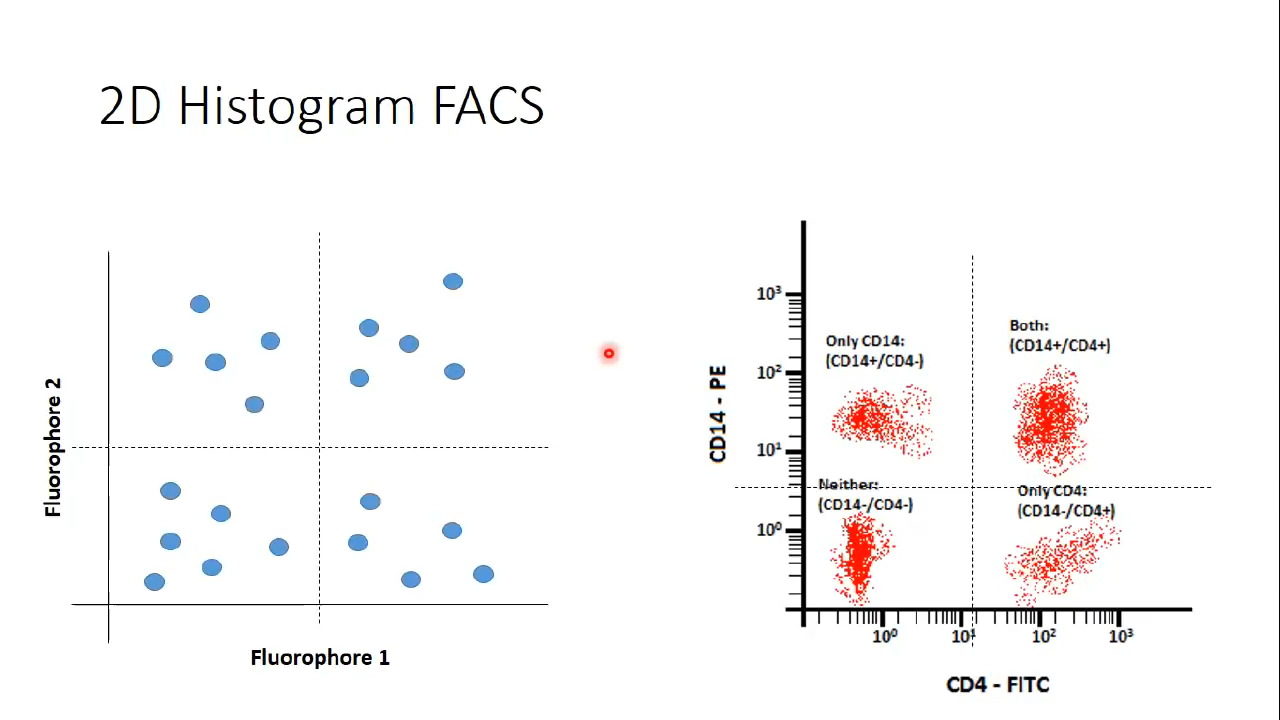 2D Histogram FACS
Fluorophore 2
Fluorophore 1
CD14 - PE
10³
10²
10¹
10⁰
Only CD14:
(CD14+/CD4-)
Both:
(CD14+/CD4+)
Neither:
(CD14-/CD4-)
Only CD4:
(CD14-/CD4+)
10⁰ 10¹ 10² 10³
CD4 - FITC